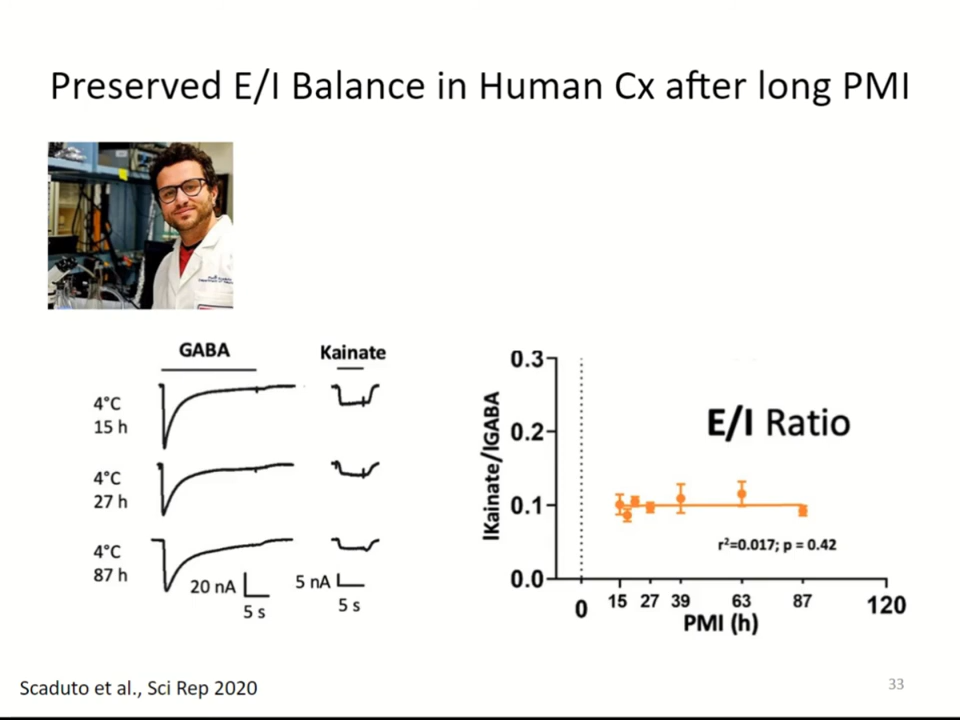 Preserved E/I Balance in Human Cx after long PMI
GABA
Kainate
4°C
15 h
4°C
27 h
4°C
87 h
20 nA
5 s
5 nA
5 s
IKainate/IGABA
0.3
0.2
0.1
0.0
E/I Ratio
r²=0.017; p = 0.42
0
15
27
39
63
87
120
PMI (h)
Scaduto et al., Sci Rep 2020
33